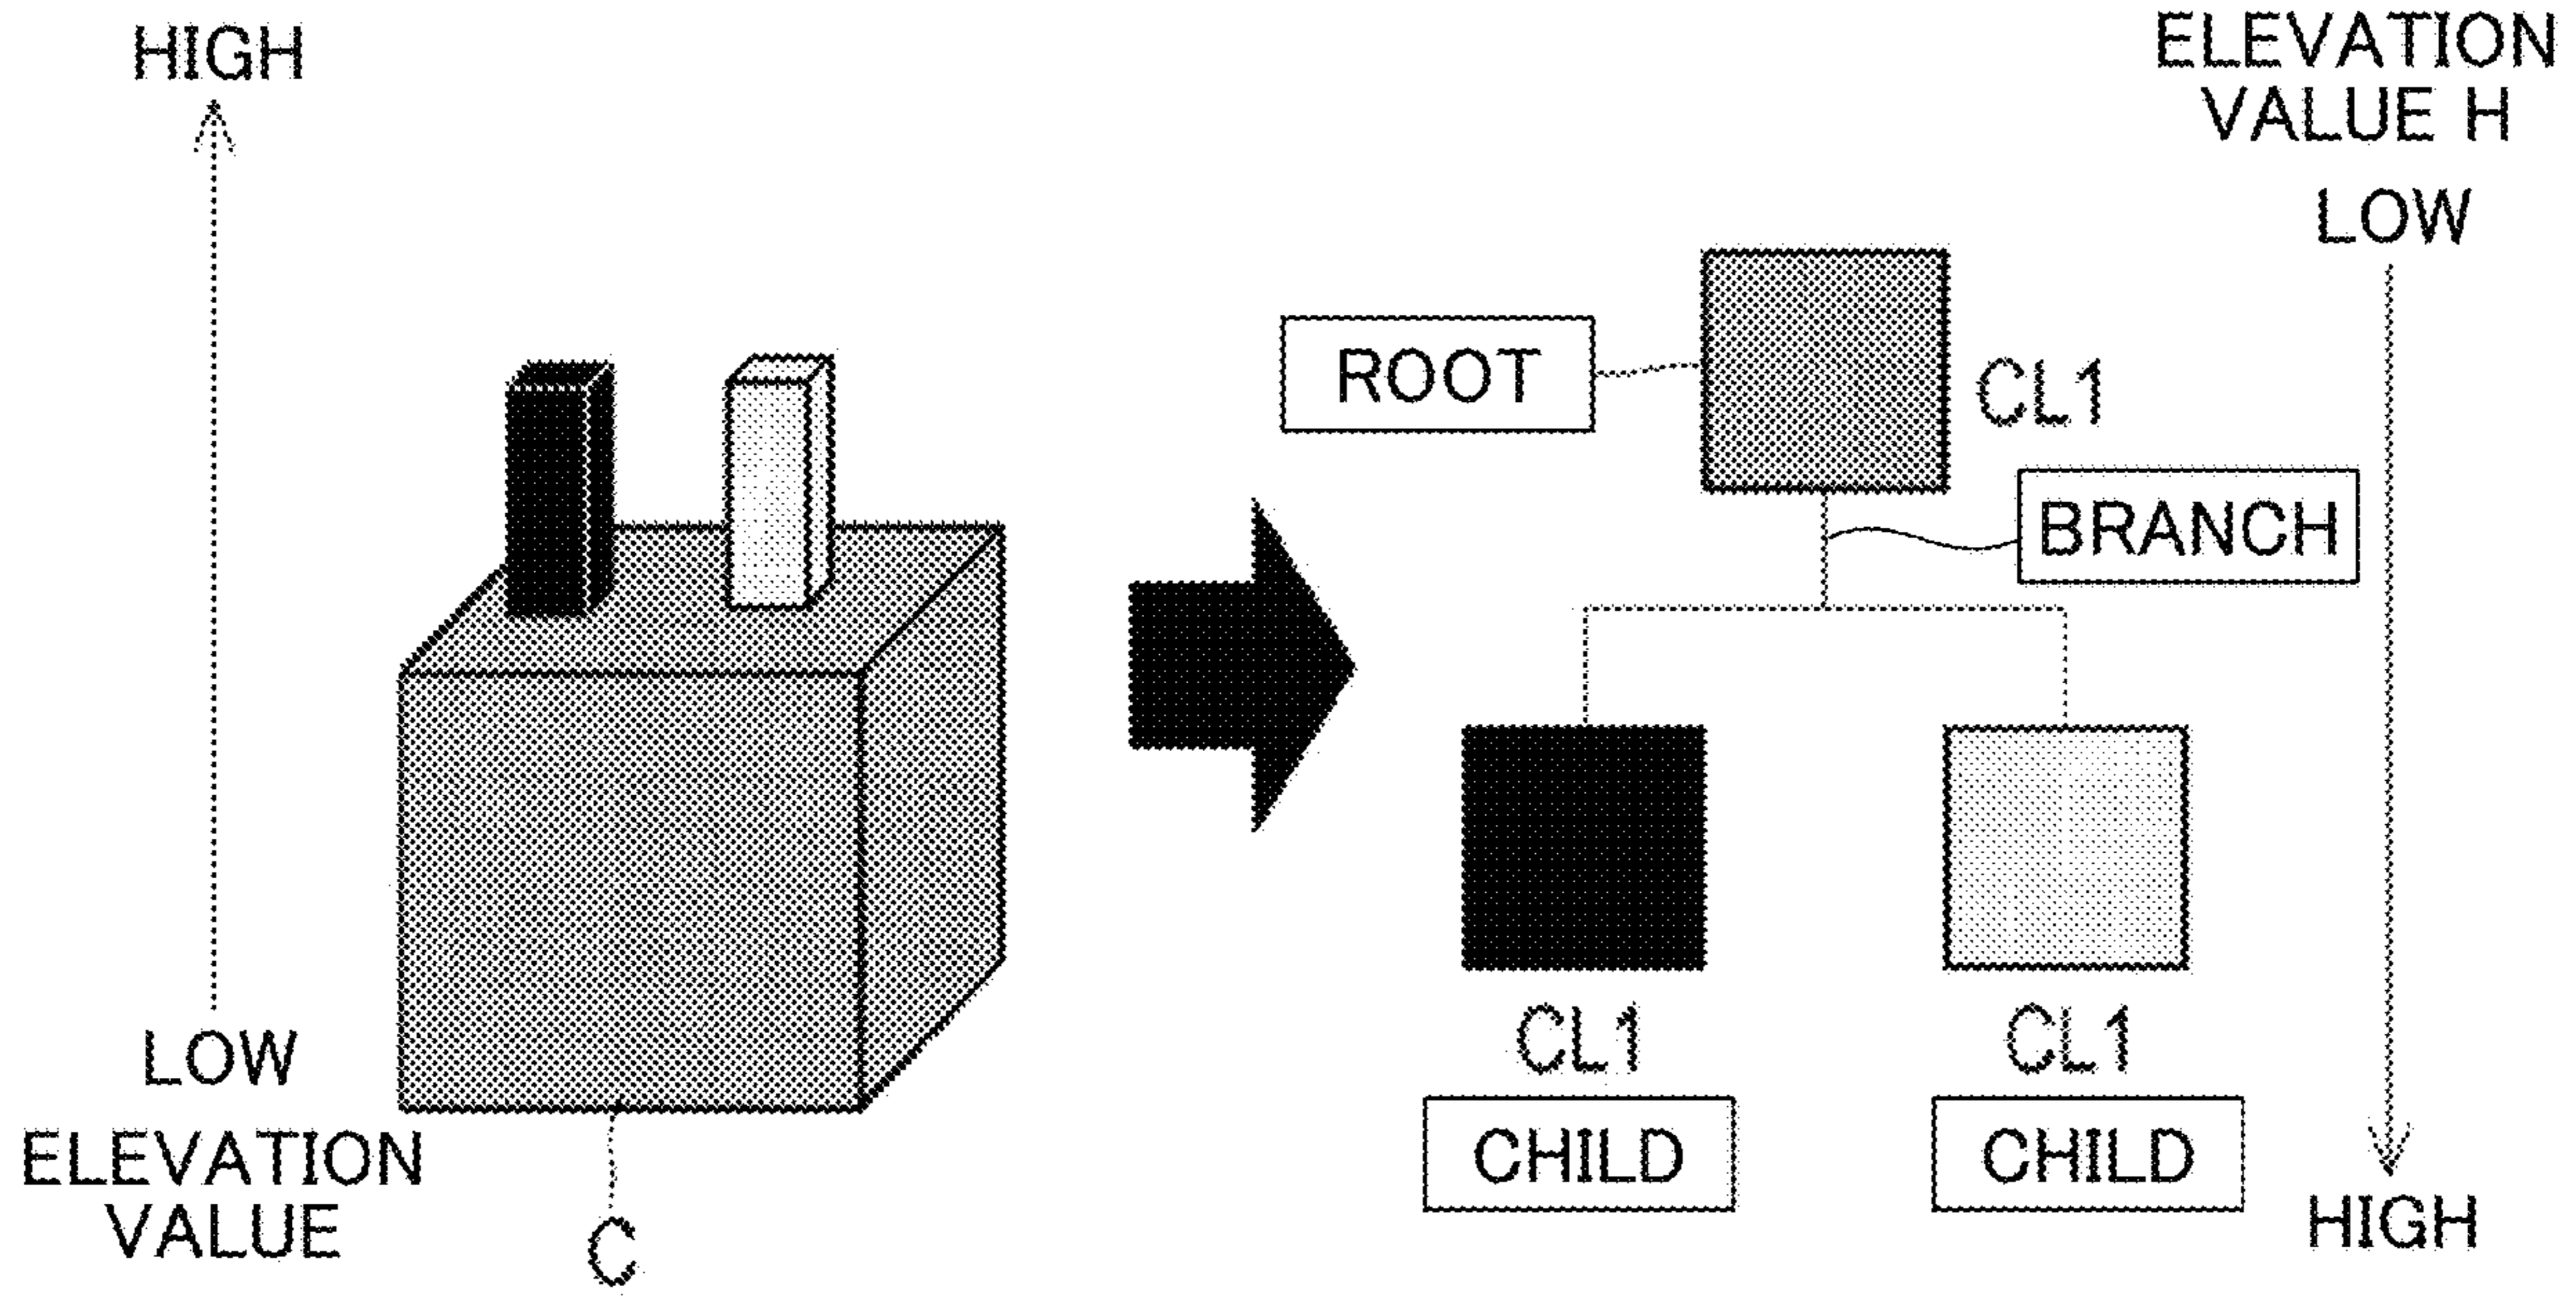 HIGH
LOW
ELEVATION
VALUE
C
ELEVATION
VALUE H
LOW
ROOT
CL1
BRANCH
CL1
CL1
CHILD
CHILD
HIGH